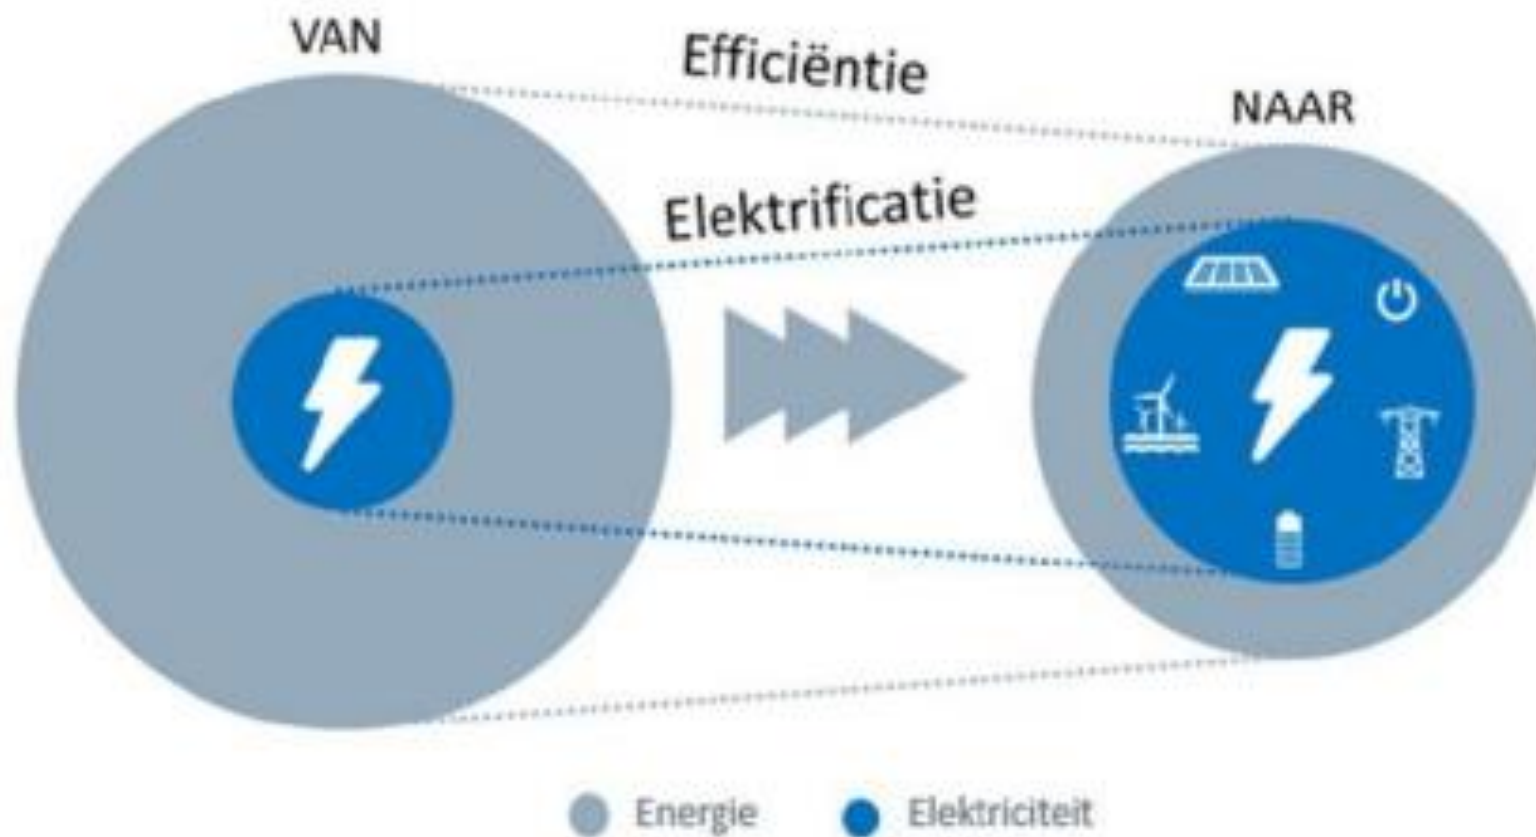 VAN
Efficiëntie
NAAR
Elektrificatie
Energie
Elektriciteit